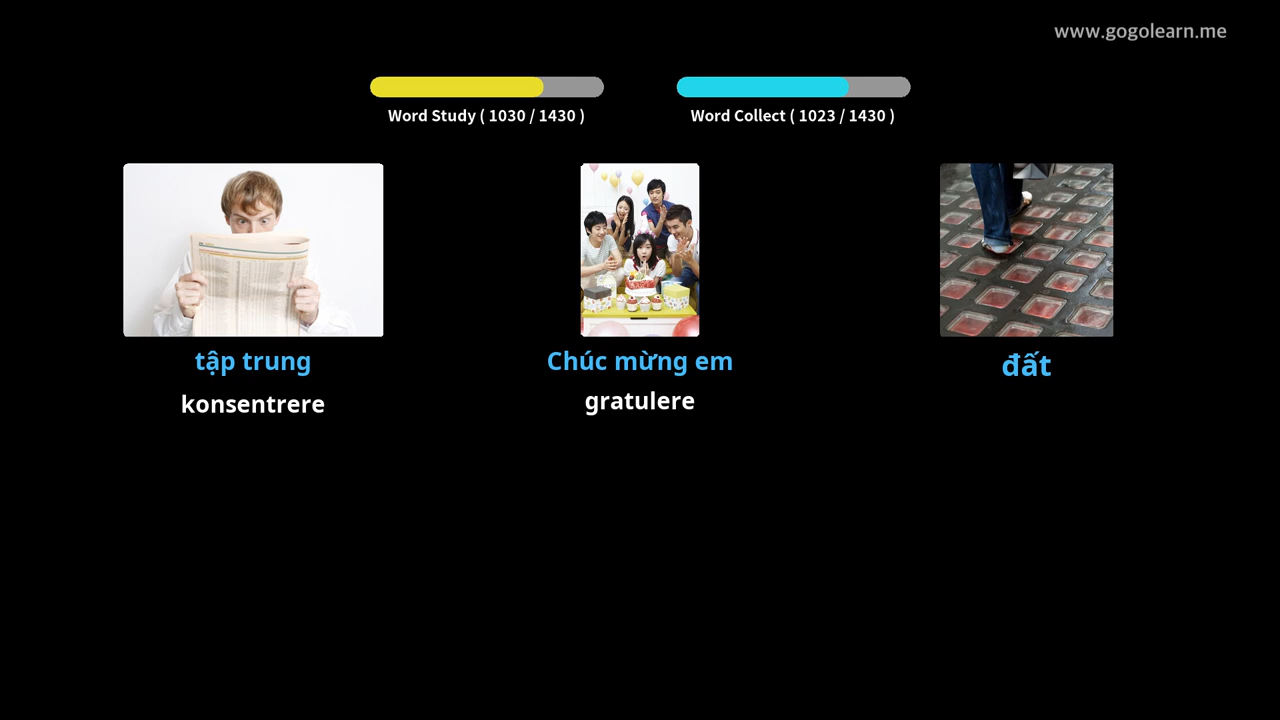 www.gogolearn.me
Word Study ( 1030 / 1430 )
Word Collect ( 1023 / 1430 )
tập trung
konsentrere
Chúc mừng em
gratulere
đất